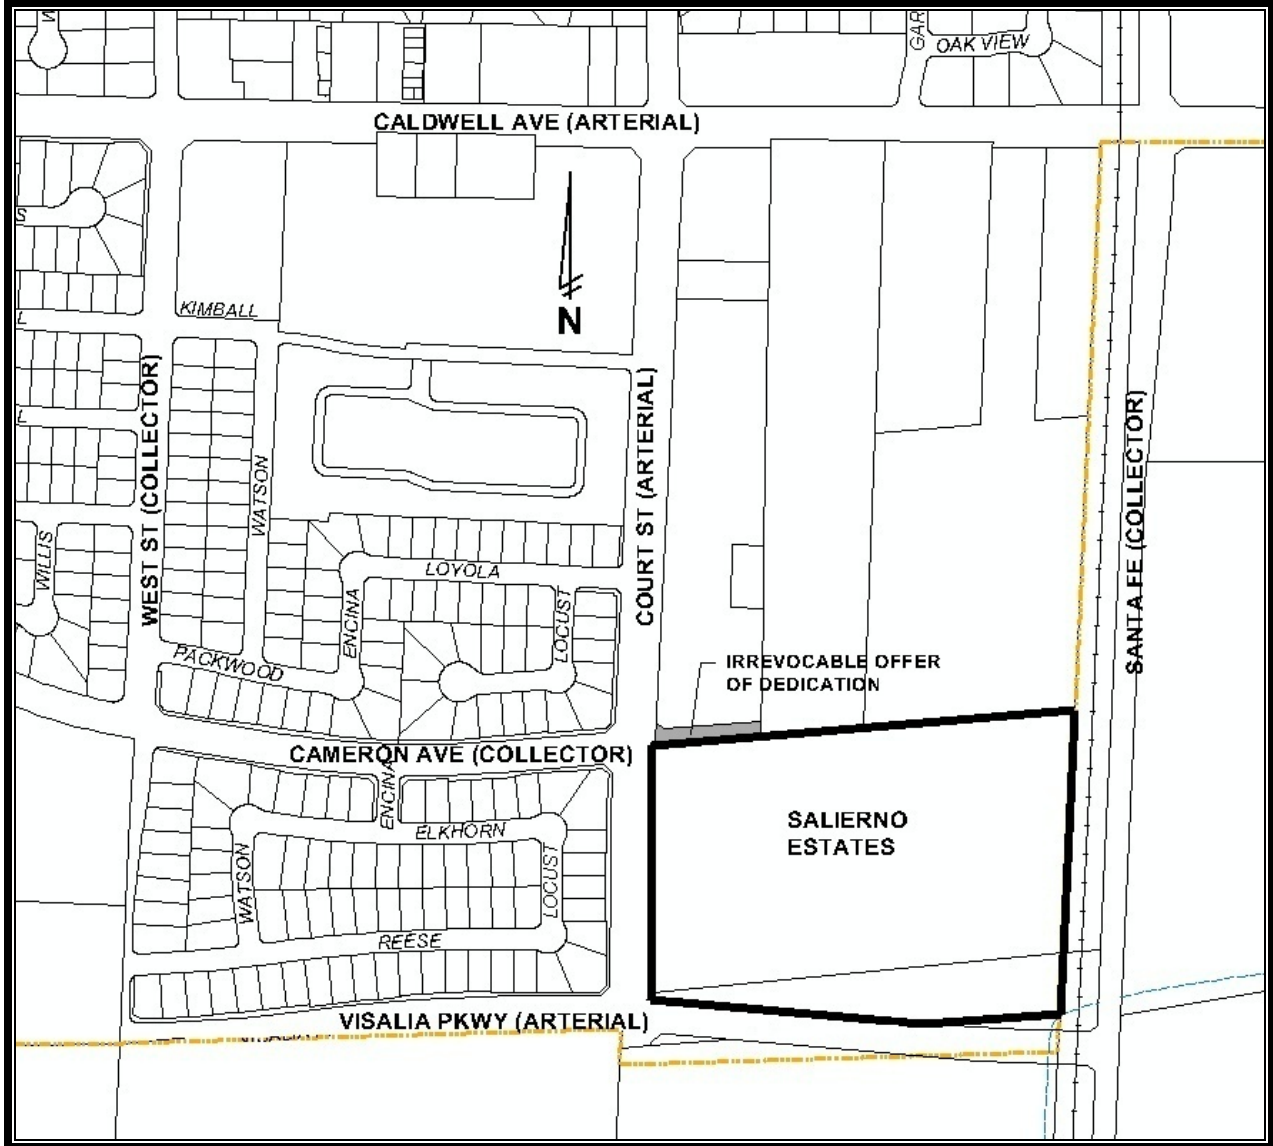 W
GAR
OAK VIEW
CALDWELL AVE (ARTERIAL)
S
N
KIMBALL
L
WEST ST (COLLECTOR)
COURT ST (ARTERIAL)
SANTA FE (COLLECTOR)
L
WATSON
WILLIS
LOYOLA
ENCINA
LOCUST
PACKWOOD
IRREVOCABLE OFFER
OF DEDICATION
CAMERON AVE (COLLECTOR)
ENCINA
SALIERNO
ESTATES
ELKHORN
WATSON
LOCUST
REESE
VISALIA PKWY (ARTERIAL)